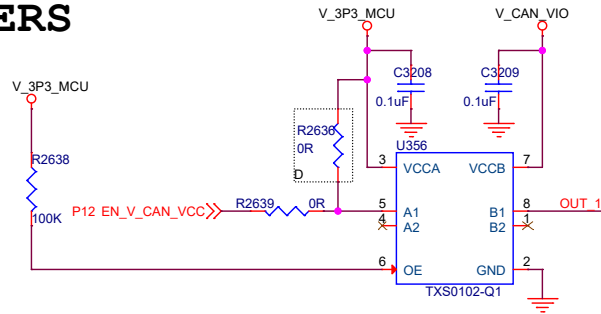 ERS
V_3P3_MCU
V_CAN_VIO
V_3P3_MCU
C3208
0.1uF
C3209
0.1uF
R2636
0R
D
U356
R2638
100K
3 VCCA VCCB 7
P12 EN_V_CAN_VCC R2639 0R 5 A1 B1 8 OUT_1
4 A2 B2 1
6 OE GND 2
TXS0102-Q1